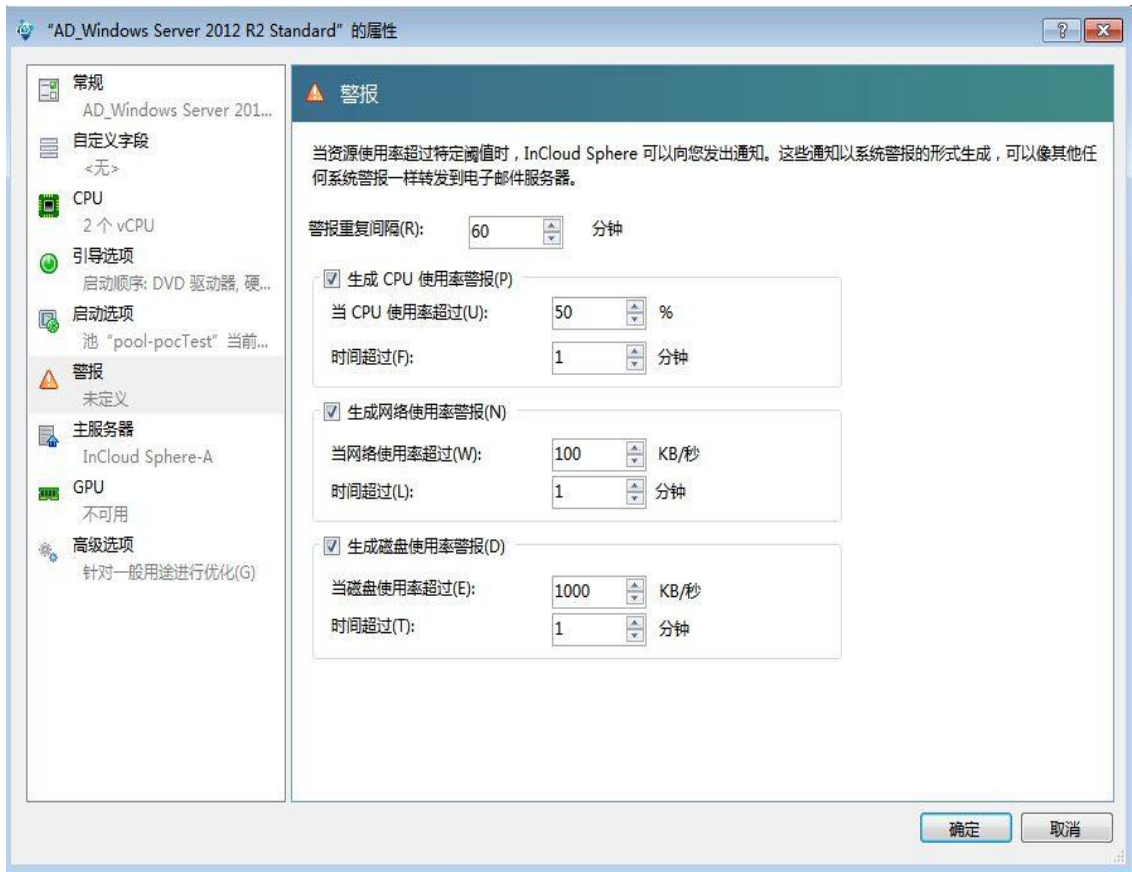 “AD_Windows Server 2012 R2 Standard”的属性
常规
AD_Windows Server 201...
自定义字段
<无>
CPU
2 个 vCPU
引导选项
启动顺序: DVD 驱动器, 硬...
启动选项
池“pool-pocTest”当前...
警报
未定义
主服务器
InCloud Sphere-A
GPU
不可用
高级选项
针对一般用途进行优化(G)
警报
当资源使用率超过特定阈值时，InCloud Sphere 可以向您发出通知。这些通知以系统警报的形式生成，可以像其他任
何系统警报一样转发到电子邮件服务器。
警报重复间隔(R): 60 分钟
生成 CPU 使用率警报(P)
当 CPU 使用率超过(U): 50 %
时间超过(F): 1 分钟
生成网络使用率警报(N)
当网络使用率超过(W): 100 KB/秒
时间超过(L): 1 分钟
生成磁盘使用率警报(D)
当磁盘使用率超过(E): 1000 KB/秒
时间超过(T): 1 分钟
确定 取消